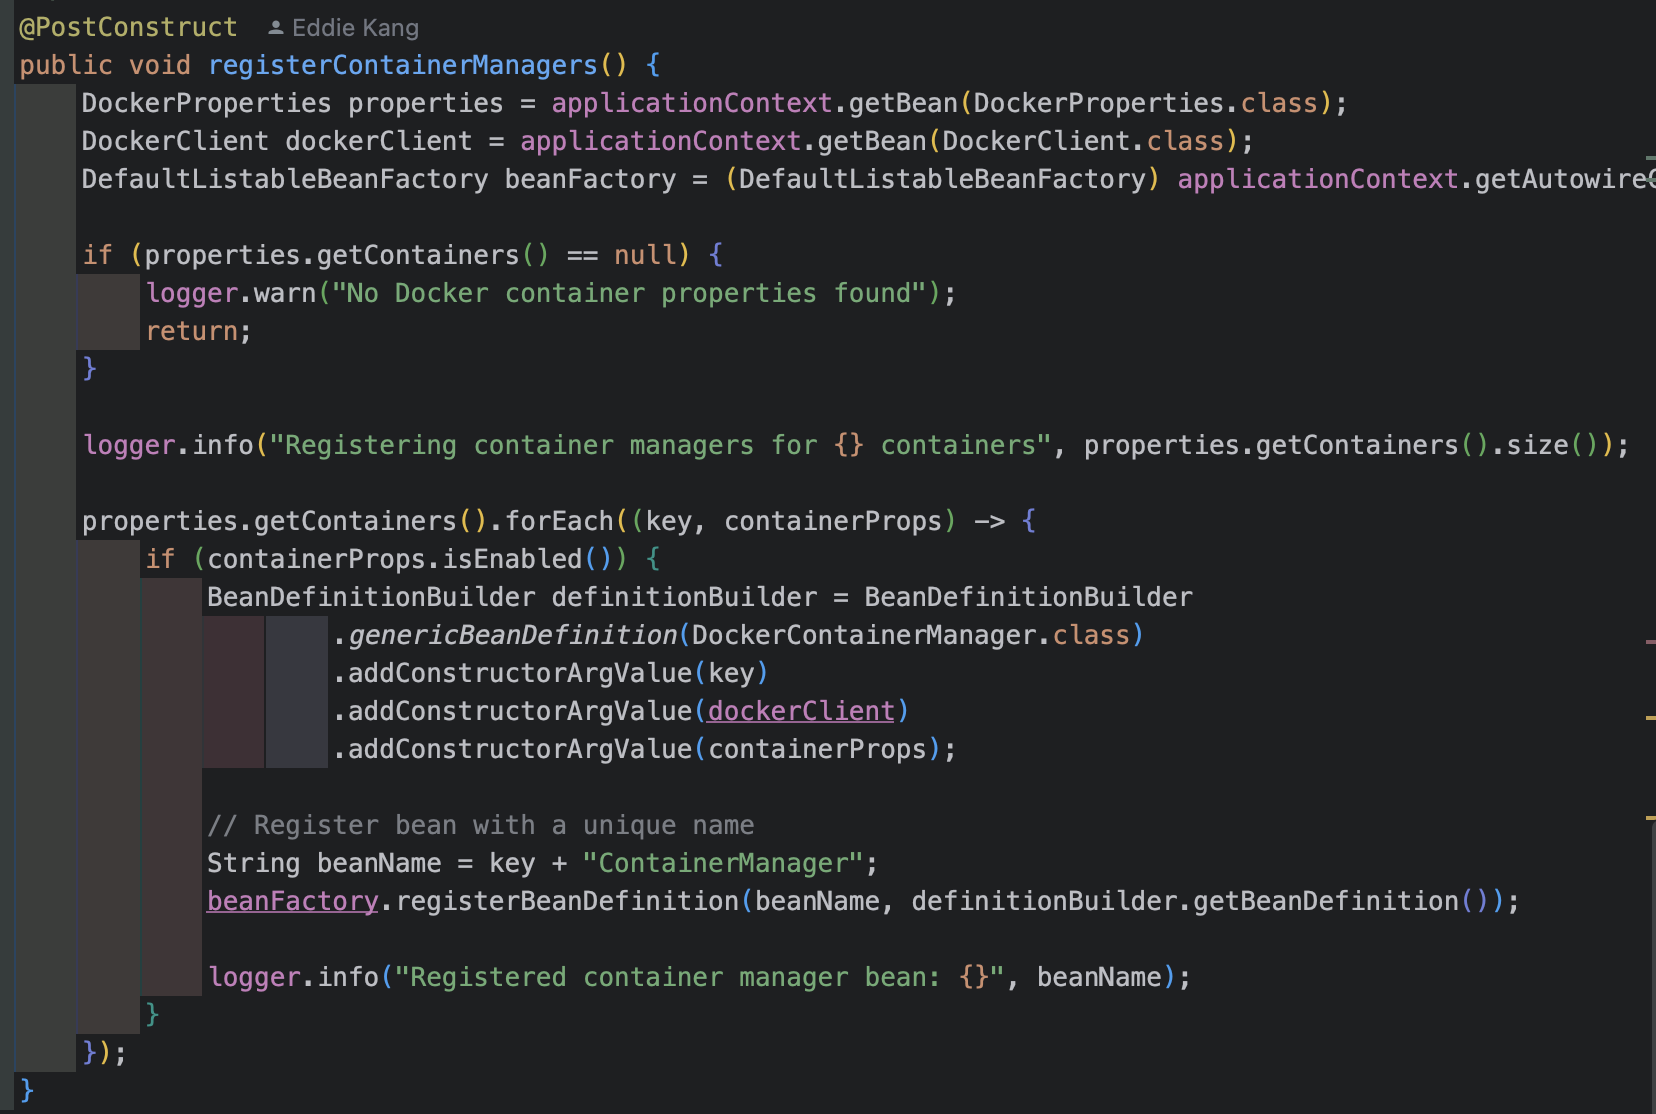 @PostConstruct Eddie Kang
public void registerContainerManagers() {
DockerProperties properties = applicationContext.getBean(DockerProperties.class);
DockerClient dockerClient = applicationContext.getBean(DockerClient.class);
DefaultListableBeanFactory beanFactory = (DefaultListableBeanFactory) applicationContext.getAutowire
if (properties.getContainers() == null) {
logger.warn("No Docker container properties found");
return;
}
logger.info("Registering container managers for {} containers", properties.getContainers().size());
properties.getContainers().forEach((key, containerProps) -> {
if (containerProps.isEnabled()) {
BeanDefinitionBuilder definitionBuilder = BeanDefinitionBuilder
.genericBeanDefinition(DockerContainerManager.class)
.addConstructorArgValue(key)
.addConstructorArgValue(dockerClient)
.addConstructorArgValue(containerProps);
// Register bean with a unique name
String beanName = key + "ContainerManager";
beanFactory.registerBeanDefinition(beanName, definitionBuilder.getBeanDefinition());
logger.info("Registered container manager bean: {}", beanName);
}
});
}